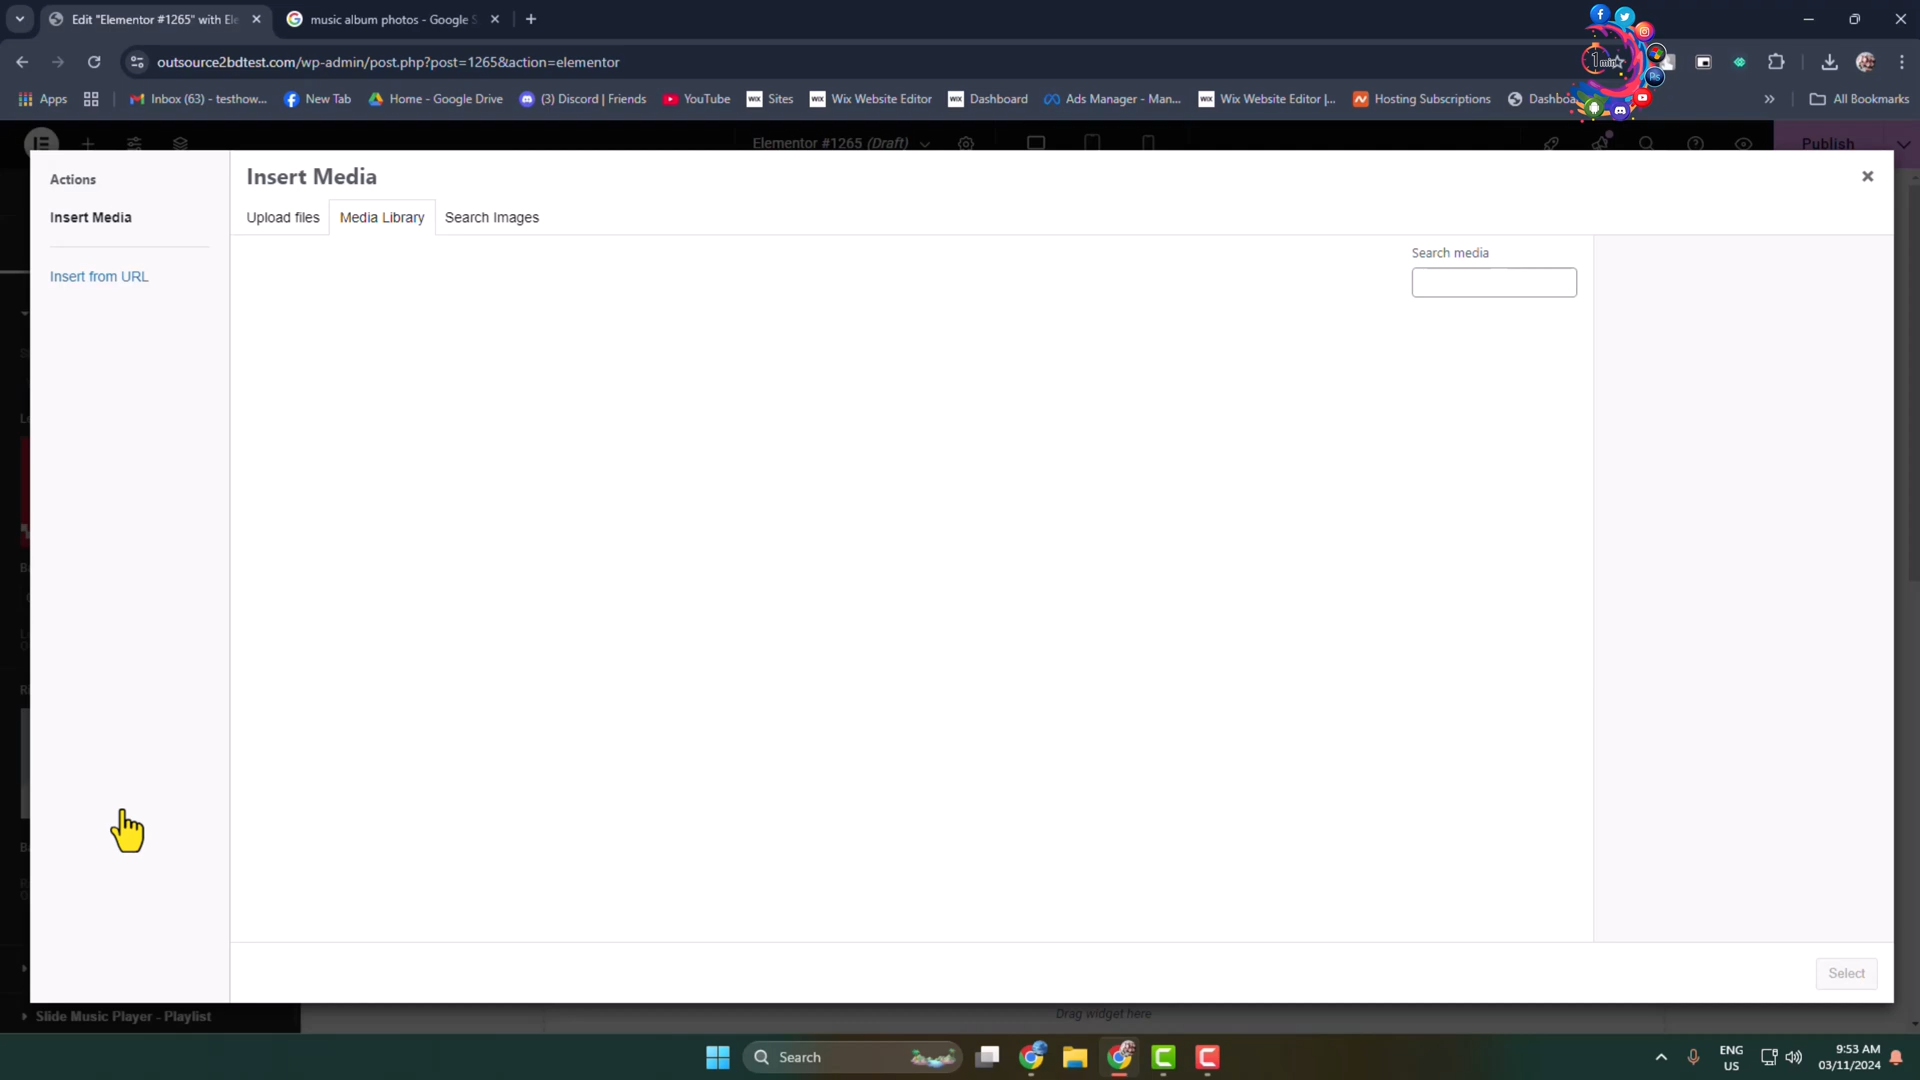 Edit "Elementor #1265" with Ele
music album photos - Google S
outsource2bdtest.com/wp-admin/post.php?post=1265&action=elementor
1 min
Apps
Inbox (63) - testhow...
New Tab
Home - Google Drive
(3) Discord | Friends
YouTube
Sites
Wix Website Editor
Dashboard
Ads Manager - Man...
Wix Website Editor |...
Hosting Subscriptions
Dashboa
All Bookmarks
Elementor #1265 (Draft)
Publish
Actions
Insert Media
Insert from URL
Insert Media
Upload files
Media Library
Search Images
Search media
Select
Slide Music Player - Playlist
Drag widget here
Search
ENG
US
9:53 AM
03/11/2024